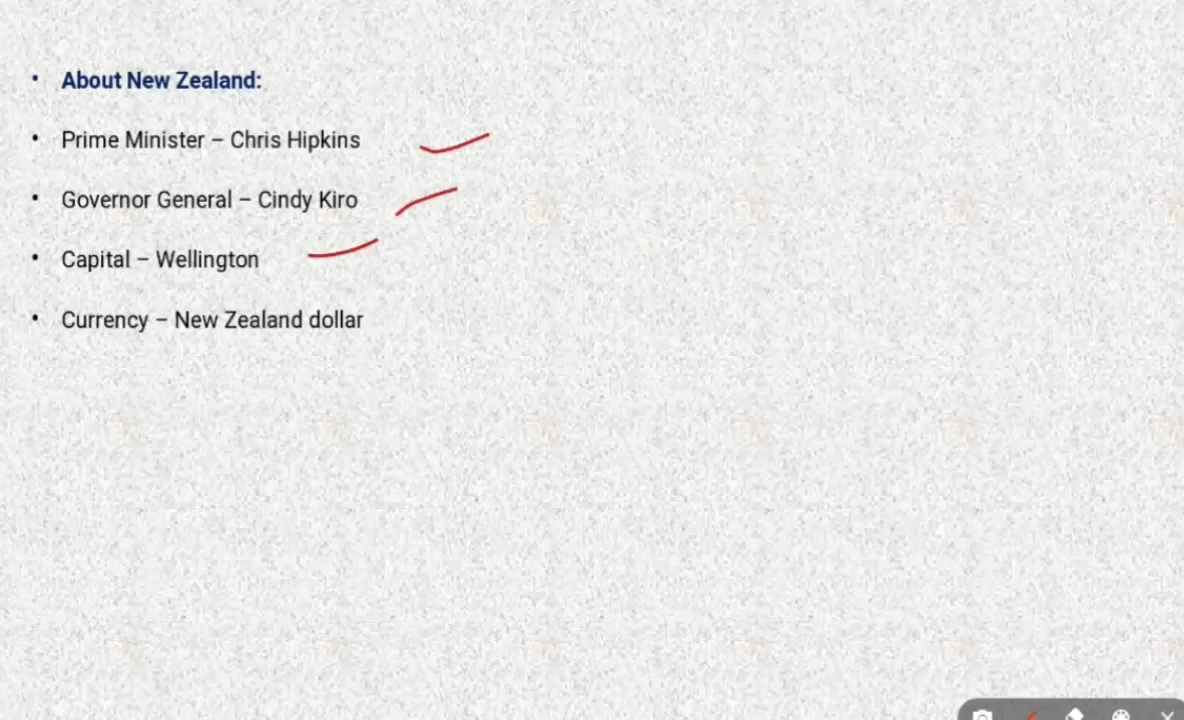 • About New Zealand:
• Prime Minister – Chris Hipkins
• Governor General – Cindy Kiro
• Capital – Wellington
• Currency – New Zealand dollar